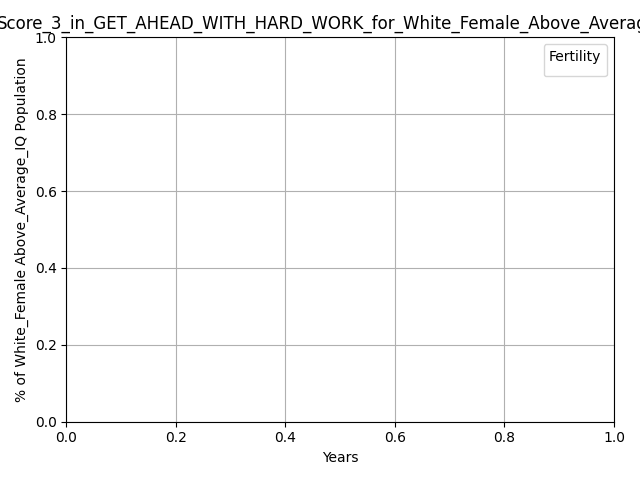 Score_3_in_GET_AHEAD_WITH_HARD_WORK_for_White_Female_Above_Averag
Fertility
% of White_Female Above_Average_IQ Population
1.0
0.8
0.6
0.4
0.2
0.0
0.0 0.2 0.4 0.6 0.8 1.0
Years